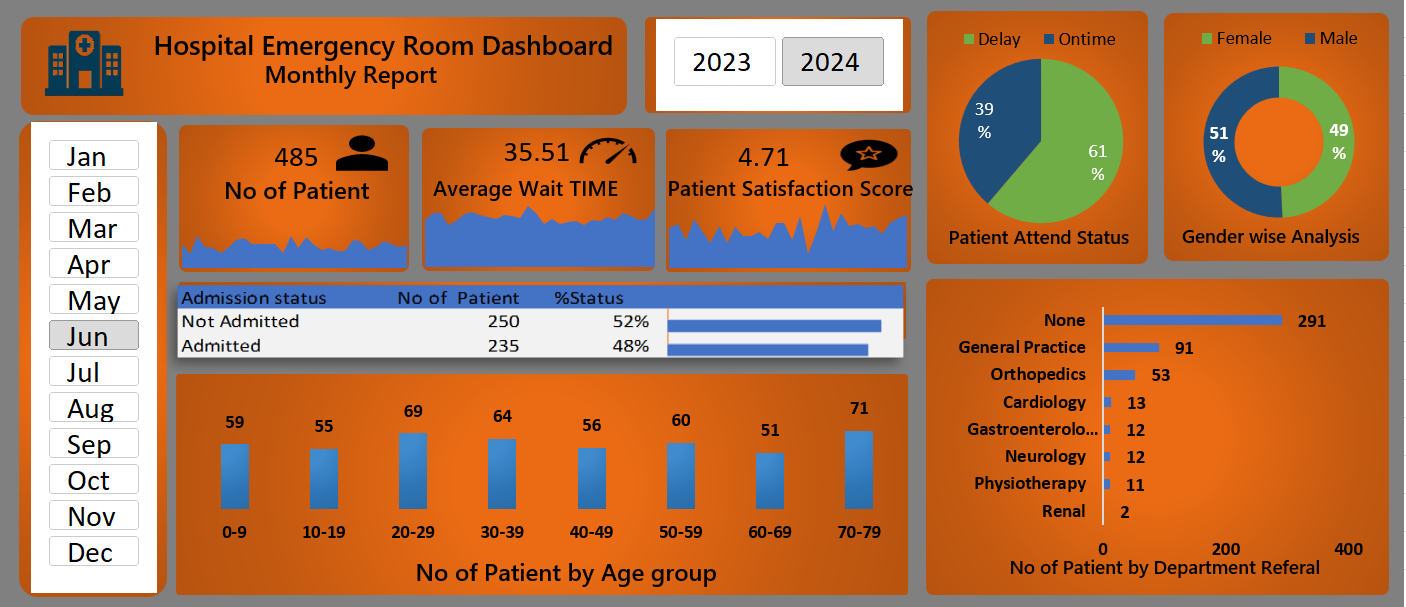 Hospital Emergency Room Dashboard
Monthly Report
2023
2024
Jan
Feb
Mar
Apr
May
Jun
Jul
Aug
Sep
Oct
Nov
Dec
485
No of Patient
35.51
Average Wait TIME
4.71
Patient Satisfaction Score
Delay Ontime
39
%
61
%
Patient Attend Status
Female Male
51
%
49
%
Gender wise Analysis
Admission status No of Patient %Status
Not Admitted 250 52%
Admitted 235 48%
59 55 69 64 56 60 51 71
0-9 10-19 20-29 30-39 40-49 50-59 60-69 70-79
No of Patient by Age group
None 291
General Practice 91
Orthopedics 53
Cardiology 13
Gastroenterolo... 12
Neurology 12
Physiotherapy 11
Renal 2
0 200 400
No of Patient by Department Referal